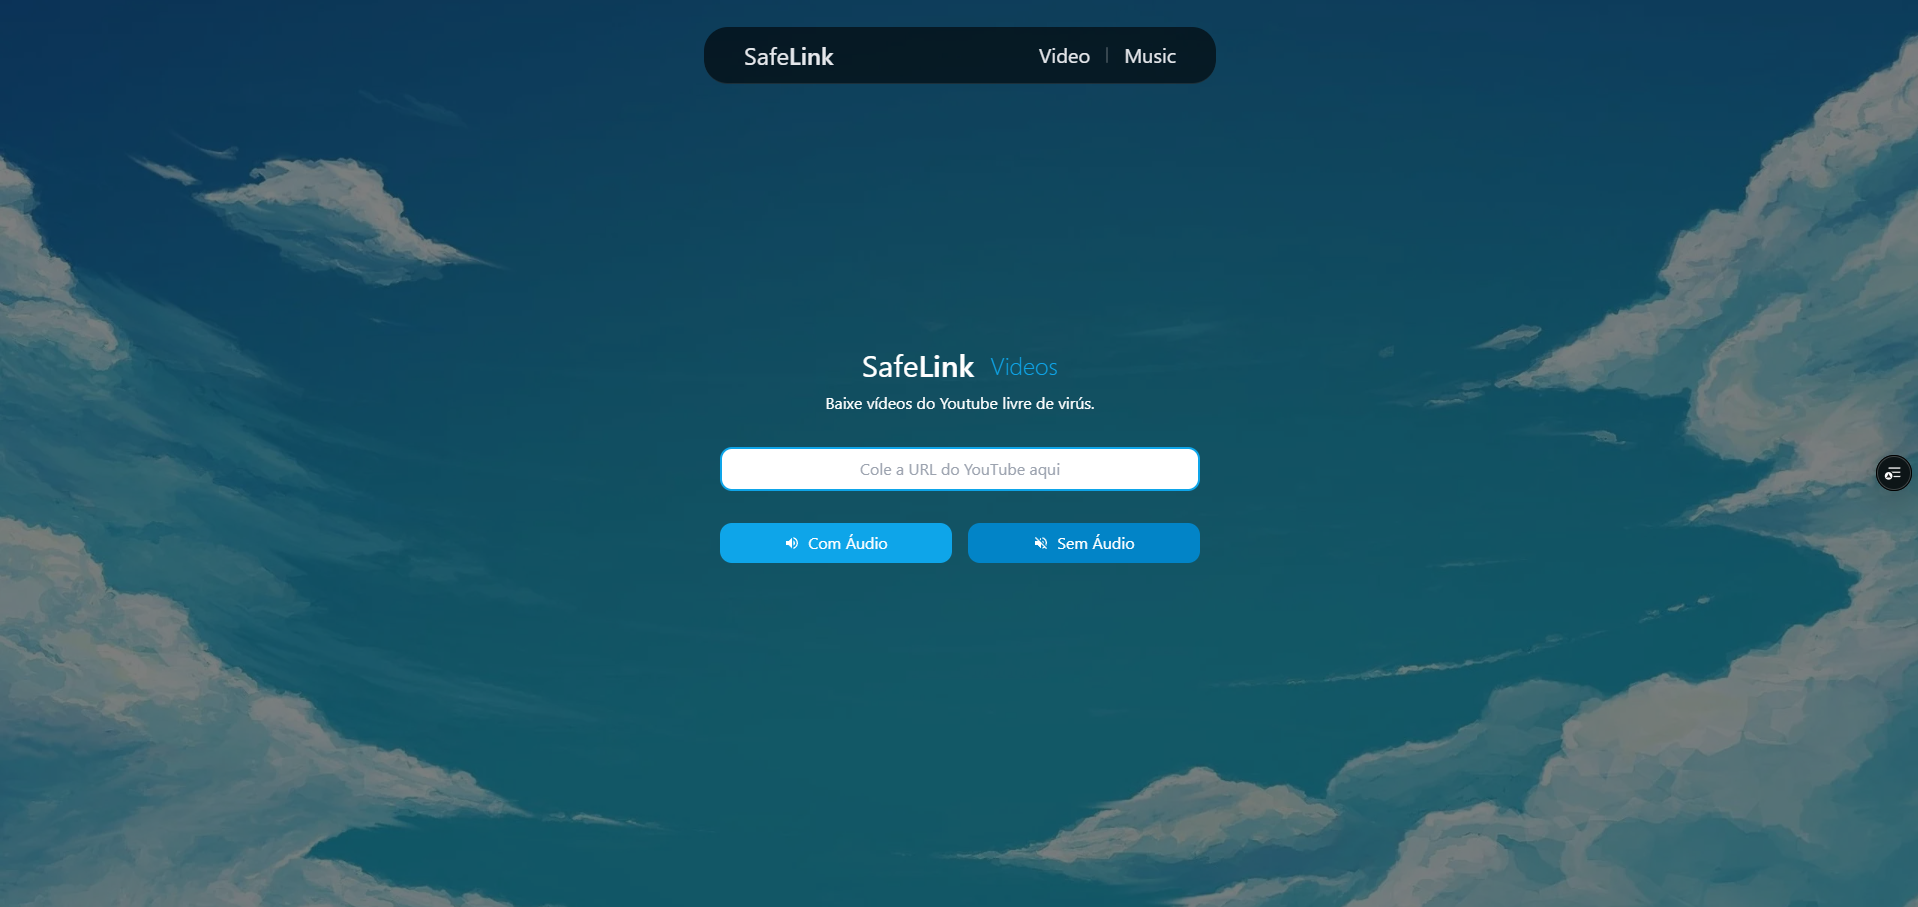 SafeLink
Video | Music
SafeLink Videos
Baixe vídeos do Youtube livre de virús.
Cole a URL do YouTube aqui
Com Áudio
Sem Áudio